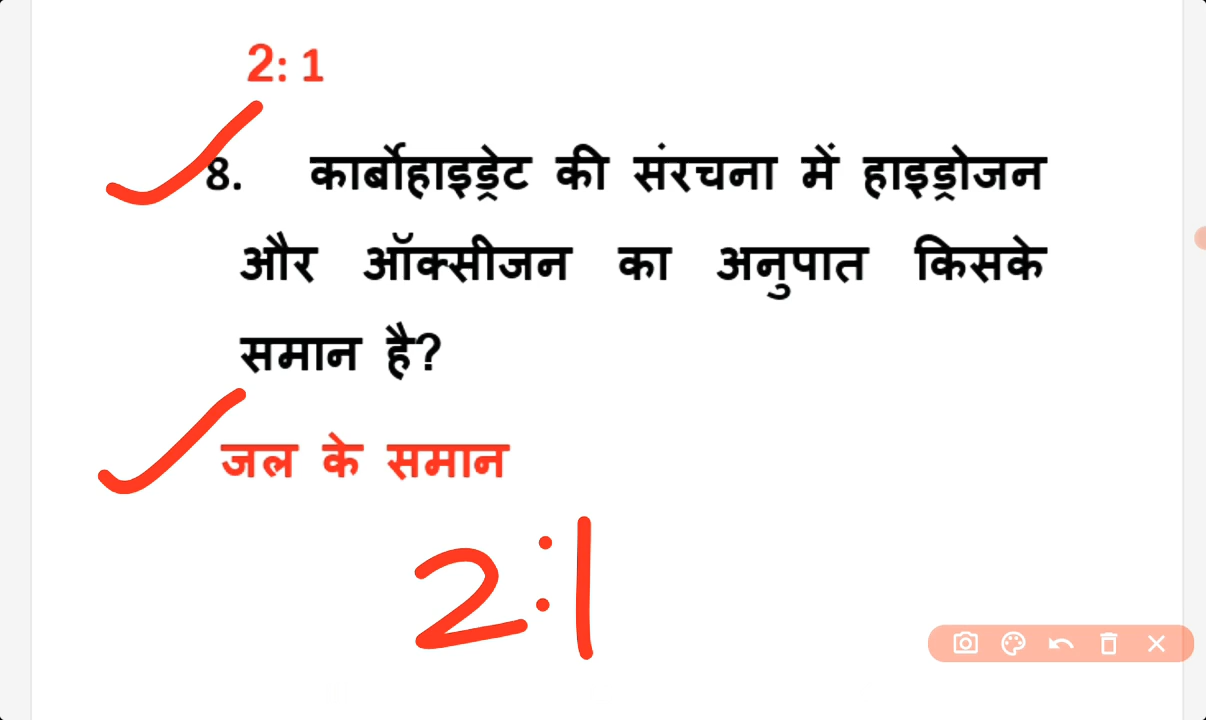 2: 1
8. कार्बोहाइड्रेट की संरचना में हाइड्रोजन
और ऑक्सीजन का अनुपात किसके
समान है?
जल के समान
2:1